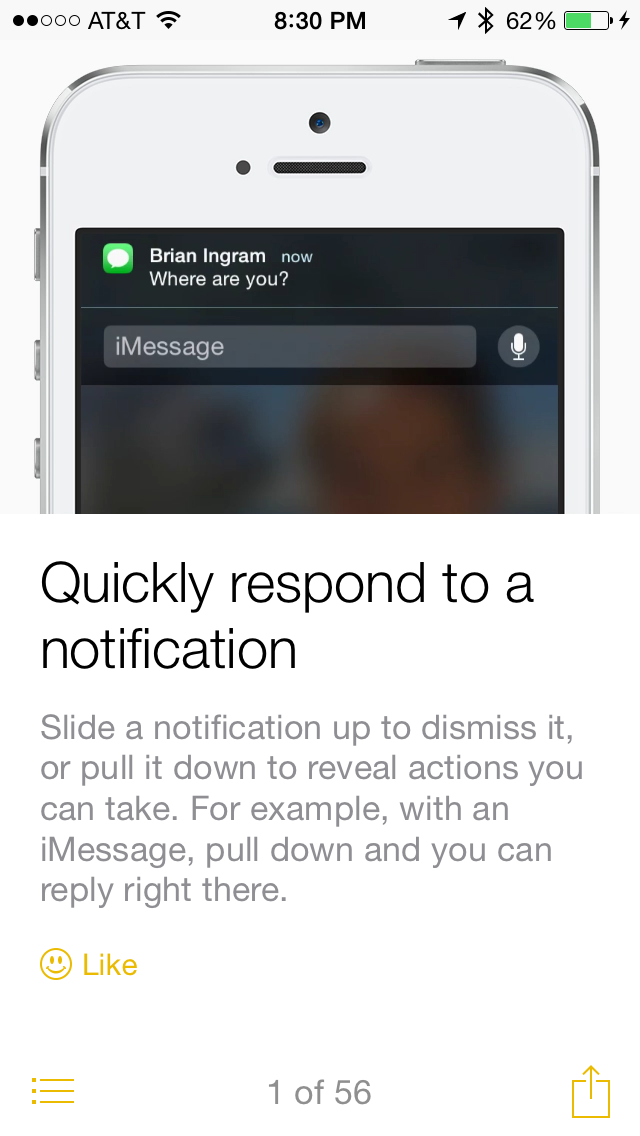 AT&T 8:30 PM 62%
Brian Ingram now
Where are you?
iMessage
Quickly respond to a
notification
Slide a notification up to dismiss it,
or pull it down to reveal actions you
can take. For example, with an
iMessage, pull down and you can
reply right there.
Like
1 of 56